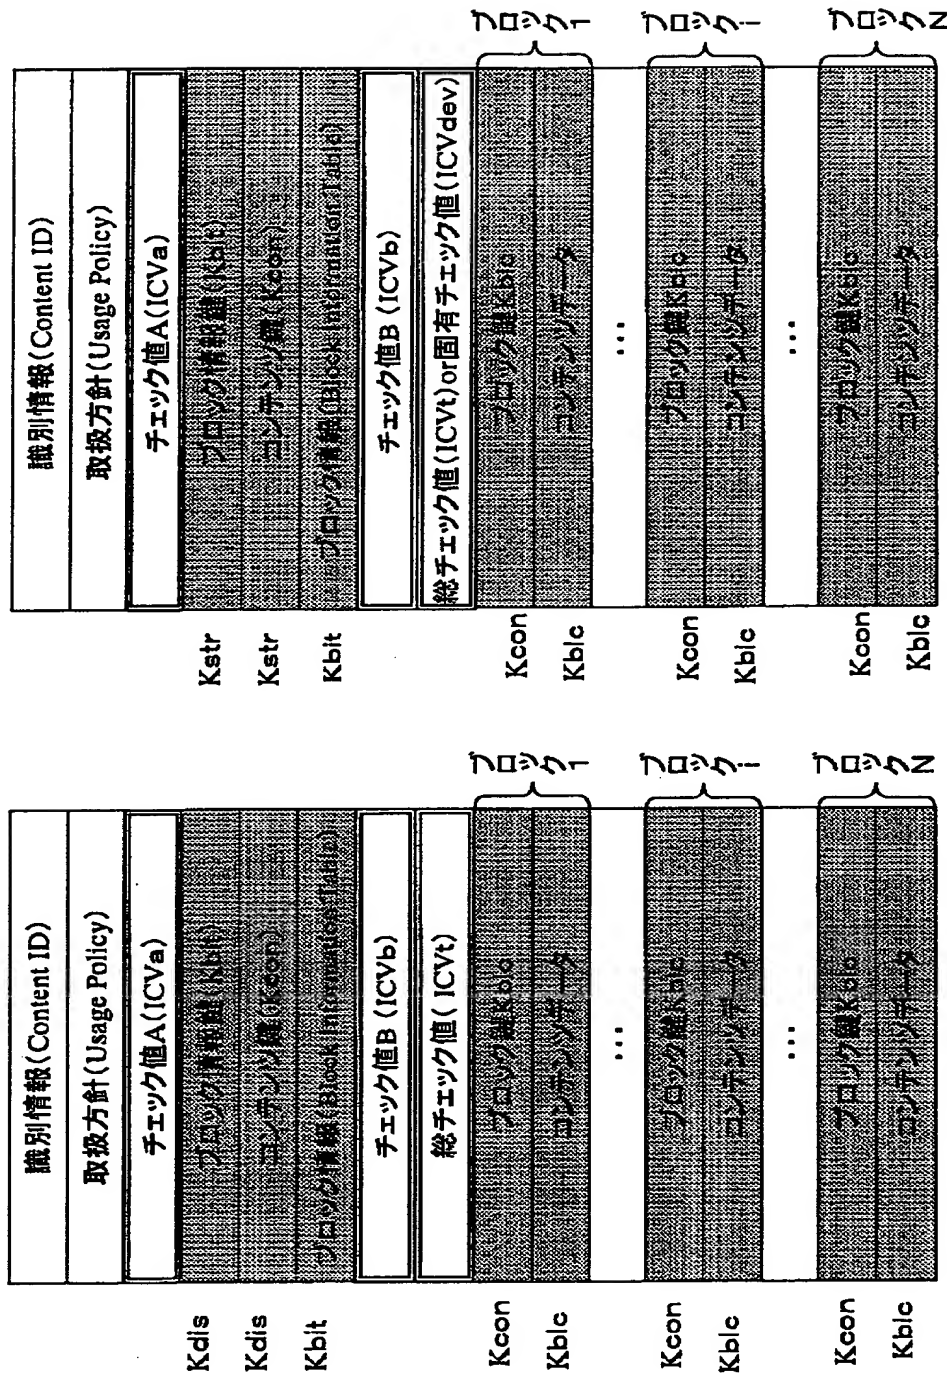 識別情報(Content ID)
取扱方針(Usage Policy)
チェック値A(ICVa)
Kdis ブロック情報鍵(Kbit)
Kdis コンテンツ鍵(Kcon)
Kbit ブロック情報(Block Information Table)
チェック値B(ICVb)
総チェック値(ICVt)
Kcon ブロック鍵Kblc
Kblc コンテンツデータ
ブロック1
…
Kcon ブロック鍵Kblc
Kblc コンテンツデータ
ブロックi
…
Kcon ブロック鍵Kblc
Kblc コンテンツデータ
ブロックN
識別情報(Content ID)
取扱方針(Usage Policy)
チェック値A(ICVa)
Kstr ブロック情報鍵(Kbit)
Kstr コンテンツ鍵(Kcon)
Kbit ブロック情報(Block Information Table)
チェック値B(ICVb)
総チェック値(ICVt)or固有チェック値(ICVdev)
Kcon ブロック鍵Kblc
Kblc コンテンツデータ
ブロック1
…
Kcon ブロック鍵Kblc
Kblc コンテンツデータ
ブロックi
…
Kcon ブロック鍵Kblc
Kblc コンテンツデータ
ブロックN